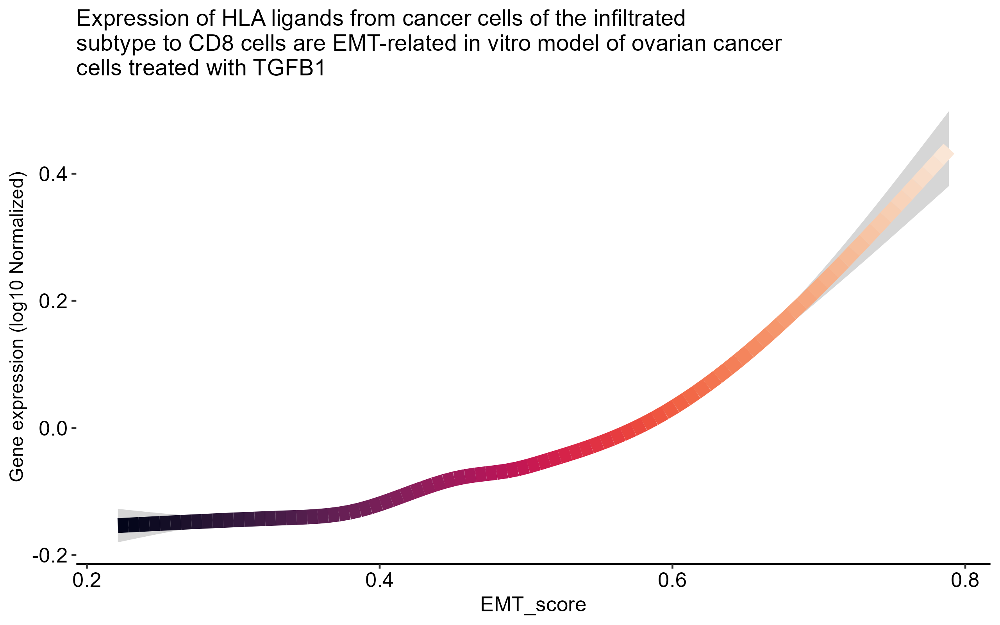 Expression of HLA ligands from cancer cells of the infiltrated
subtype to CD8 cells are EMT-related in vitro model of ovarian cancer
cells treated with TGFB1
Gene expression (log10 Normalized)
0.4
0.2
0.0
-0.2
0.2
0.4
0.6
0.8
EMT_score